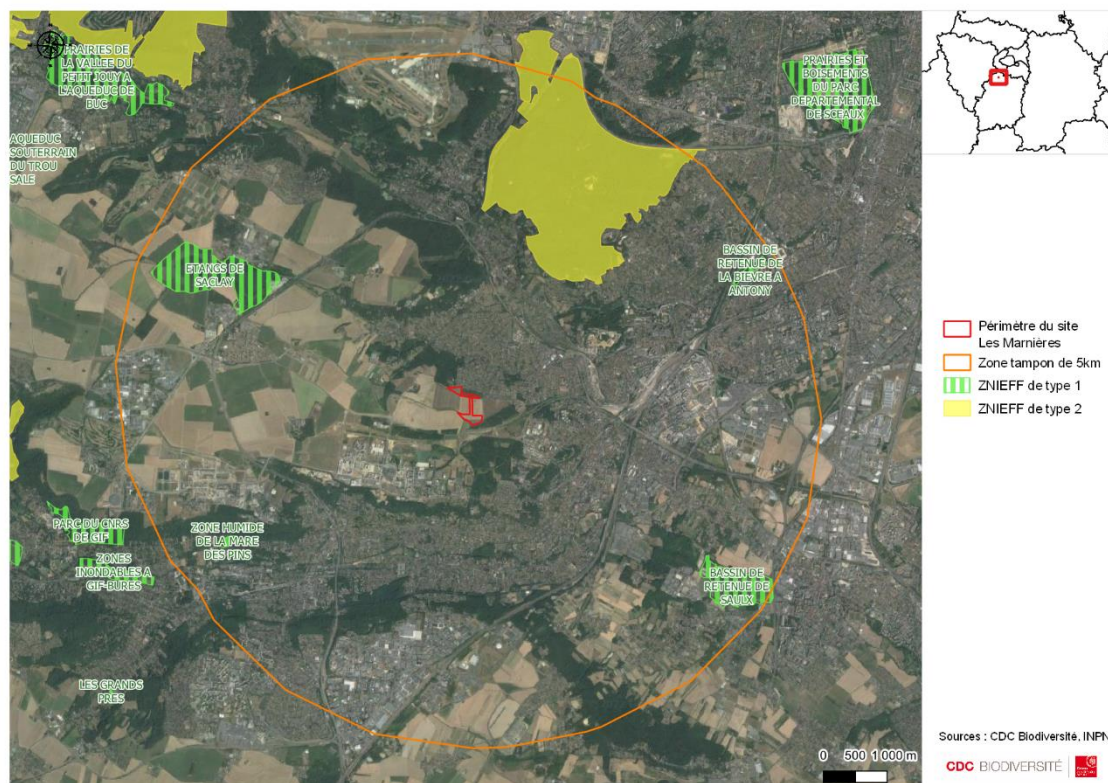 PRAIRIES DE
LA VALLEE DU
PETIT JOUY A
L'AQUEDUC DE
BUC
PRAIRIES ET
BOISEMENTS
DU PARC
DEPARTEMENTAL
DE SCEAUX
AQUEDUC
SOUTERRAIN
DU TROU
SALE
ETANGS DE
SACLAY
BASSIN DE
RETENUE DE
LA BIEVRE A
ANTONY
Périmètre du site
Les Marnières
Zone tampon de 5km
ZNIEFF de type 1
ZNIEFF de type 2
PARC DU CNRS
DE GIF
ZONE HUMIDE
DE LA MARE
DES PINS
ZONES
INONDABLES A
GIF-BURES
BASSIN DE
RETENUE DE
SAULX
LES GRANDS
PRES
0 500 1 000 m
Sources : CDC Biodiversité, INPN
CDC BIODIVERSITÉ